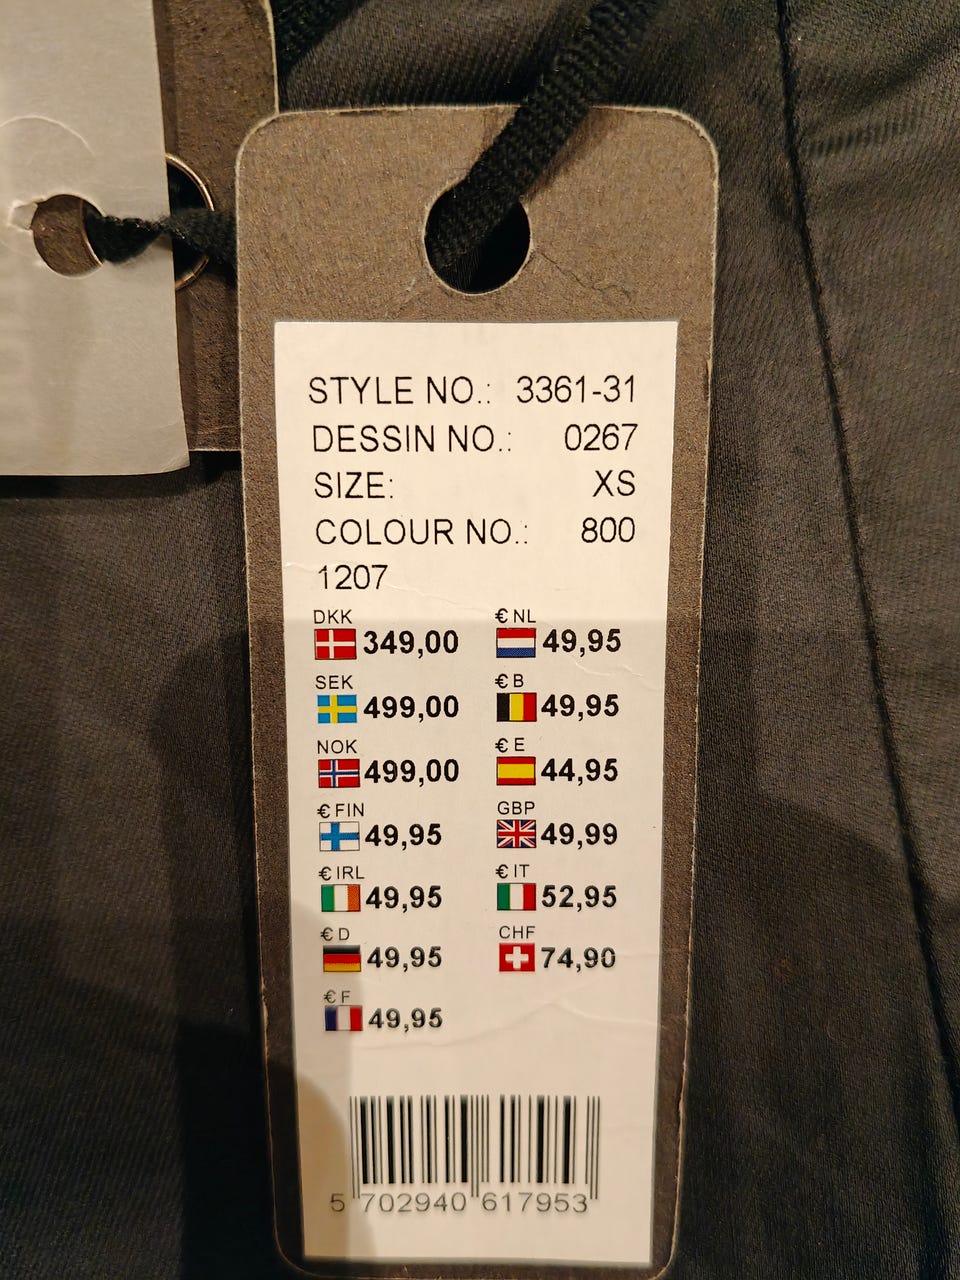 STYLE NO.: 3361-31
DESSIN NO.: 0267
SIZE: XS
COLOUR NO.: 800
1207
DKK € NL
349,00 49,95
SEK € B
499,00 49,95
NOK € E
499,00 44,95
€ FIN GBP
49,95 49,99
€ IRL € IT
49,95 52,95
€ D CHF
49,95 74,90
€ F
49,95
5 702940 617953